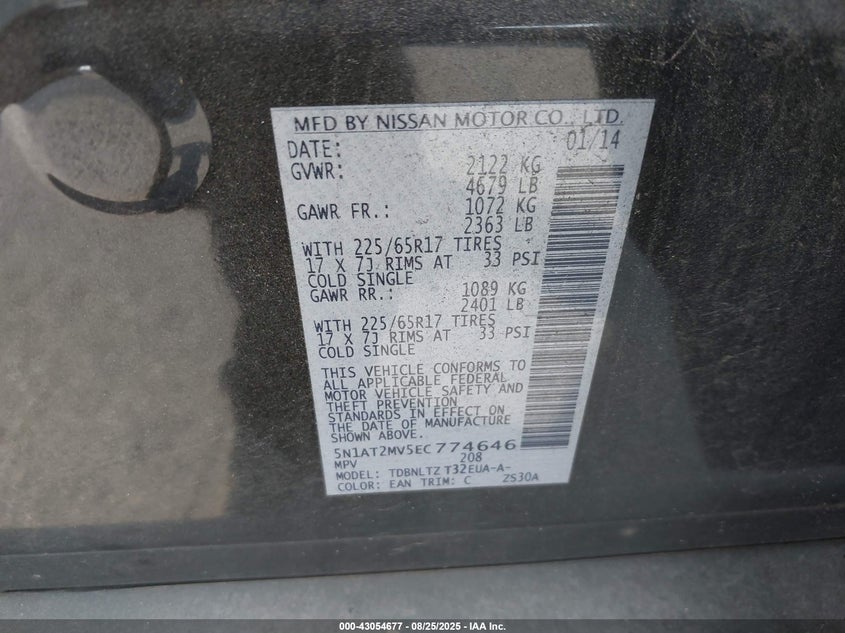 MFD BY NISSAN MOTOR CO., LTD.
DATE: 01/14
GVWR: 2122 KG
4679 LB
GAWR FR.: 1072 KG
2363 LB
WITH 225/65R17 TIRES
17 X 7J RIMS AT 33 PSI
COLD SINGLE
GAWR RR.: 1089 KG
2401 LB
WITH 225/65R17 TIRES
17 X 7J RIMS AT 33 PSI
COLD SINGLE
THIS VEHICLE CONFORMS TO
ALL APPLICABLE FEDERAL
MOTOR VEHICLE SAFETY AND
THEFT PREVENTION
STANDARDS IN EFFECT ON
THE DATE OF MANUFACTURE
SHOWN ABOVE.
5N1AT2MV5EC774646
MPV 208
MODEL: TDBNLTZ T32EUA-A-
COLOR: EAN TRIM: C ZS30A
000-43054677 - 08/25/2025 - IAA Inc.